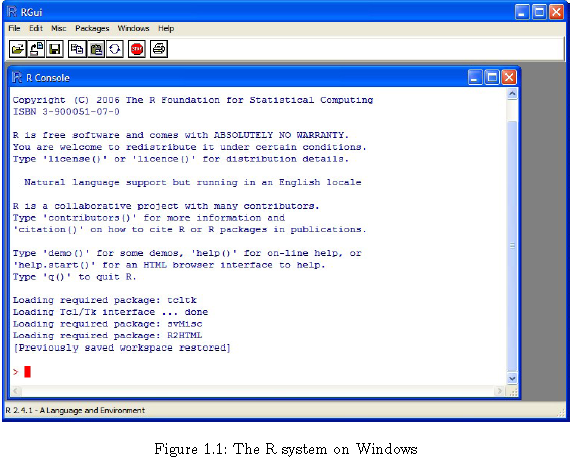 RGui
File Edit Misc Packages Windows Help
STOP
R Console
Copyright (C) 2006 The R Foundation for Statistical Computing
ISBN 3-900051-07-0
R is free software and comes with ABSOLUTELY NO WARRANTY.
You are welcome to redistribute it under certain conditions.
Type 'license()' or 'licence()' for distribution details.
Natural language support but running in an English locale
R is a collaborative project with many contributors.
Type 'contributors()' for more information and
'citation()' on how to cite R or R packages in publications.
Type 'demo()' for some demos, 'help()' for on-line help, or
'help.start()' for an HTML browser interface to help.
Type 'q()' to quit R.
Loading required package: tcltk
Loading Tcl/Tk interface ... done
Loading required package: svMisc
Loading required package: R2HTML
[Previously saved workspace restored]
>
R 2.4.1 - A Language and Environment
Figure 1.1: The R system on Windows